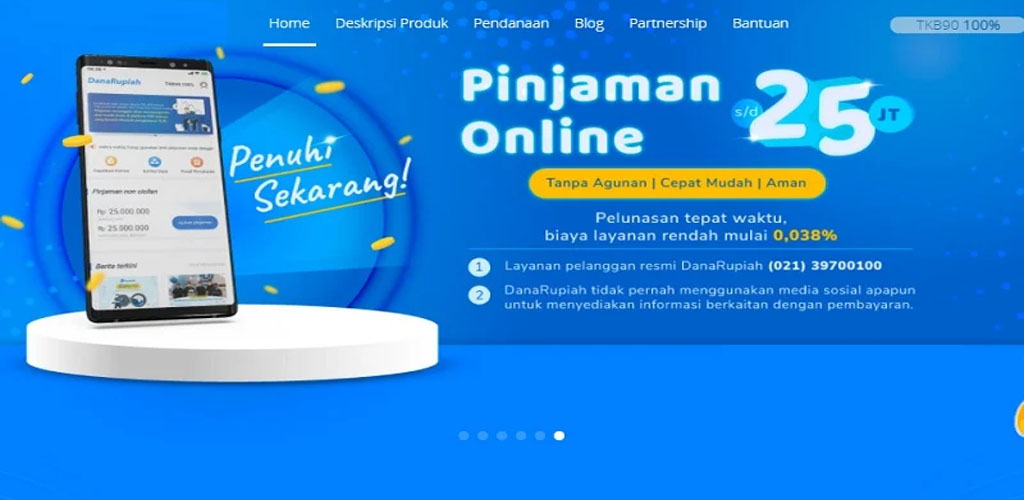 Home Deskripsi Produk Pendanaan Blog Partnership Bantuan
TKB90 100%
Pinjaman
Online
s/d 25 JT
Tanpa Agunan | Cepat Mudah | Aman
Pelunasan tepat waktu,
biaya layanan rendah mulai 0,038%
1 Layanan pelanggan resmi DanaRupiah (021) 39700100
2 DanaRupiah tidak pernah menggunakan media sosial apapun
untuk menyediakan informasi berkaitan dengan pembayaran.
Penuhi
Sekarang!
DanaRupiah
Pinjaman non cicilan
Rp 25.000.000
Rp 25.000.000
Berita terkini